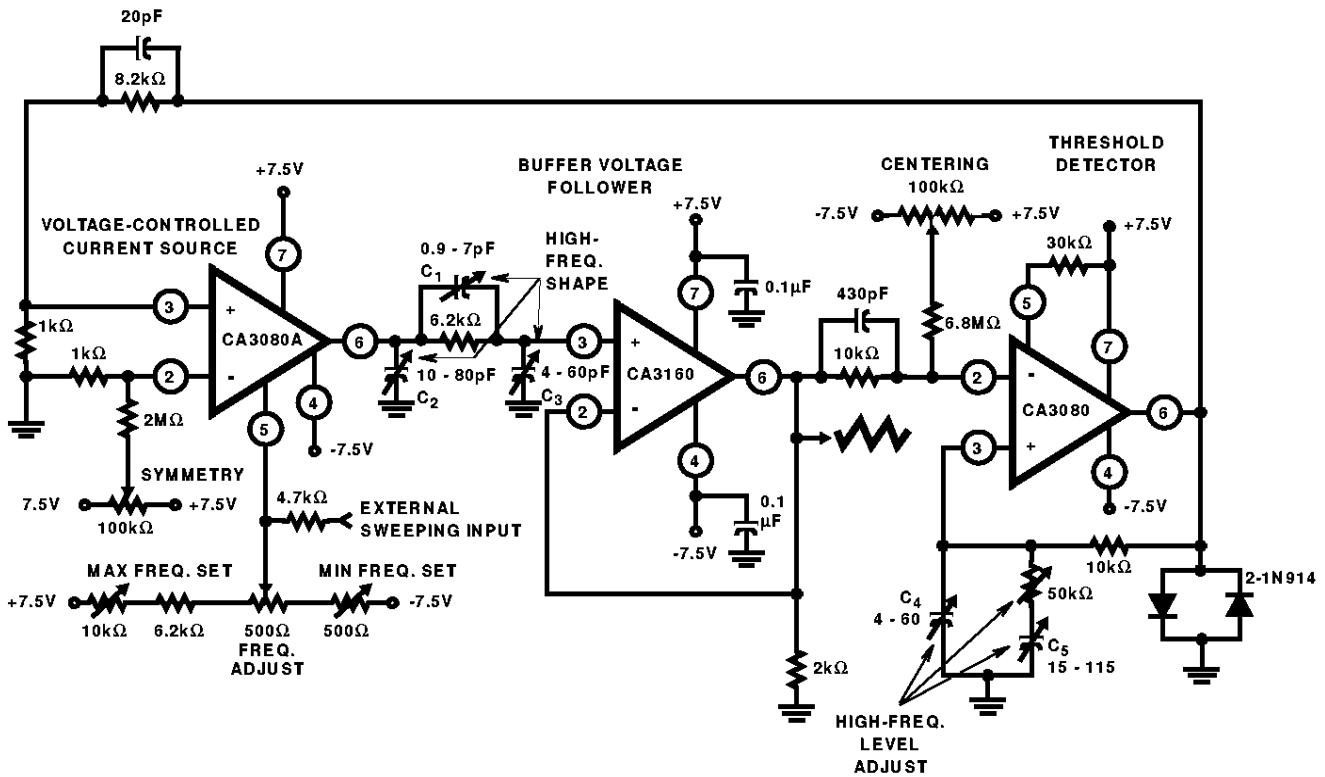 20pF
8.2kΩ
+7.5V
VOLTAGE-CONTROLLED
CURRENT SOURCE
7
3
+
CA3080A
6
1kΩ
1kΩ
2
-
4
-7.5V
5
2MΩ
SYMMETRY
7.5V
+7.5V
100kΩ
4.7kΩ
EXTERNAL
SWEEPING INPUT
MAX FREQ. SET
MIN FREQ. SET
+7.5V
-7.5V
10kΩ
6.2kΩ
500Ω
500Ω
FREQ.
ADJUST
0.9 - 7pF
C1
6.2kΩ
HIGH-
FREQ.
SHAPE
10 - 80pF
C2
4 - 60pF
C3
BUFFER VOLTAGE
FOLLOWER
+7.5V
0.1µF
7
3
+
CA3160
6
2
-
4
0.1
µF
-7.5V
2kΩ
430pF
10kΩ
CENTERING
100kΩ
-7.5V
+7.5V
6.8MΩ
THRESHOLD
DETECTOR
+7.5V
30kΩ
5
7
2
-
CA3080
6
3
+
4
-7.5V
10kΩ
50kΩ
C4
4 - 60
C5
15 - 115
2-1N914
HIGH-FREQ.
LEVEL
ADJUST